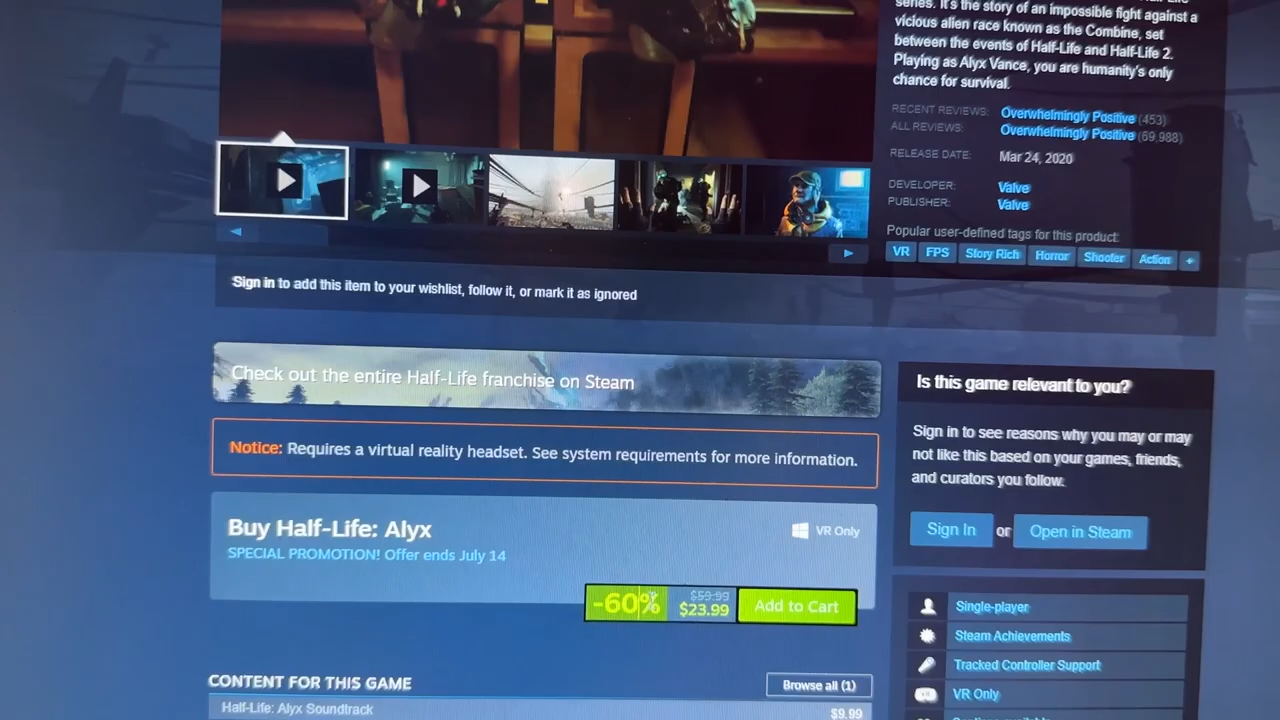 series. It's the story of an impossible fight against a
vicious alien race known as the Combine, set
between the events of Half-Life and Half-Life 2.
Playing as Alyx Vance, you are humanity's only
chance for survival.
RECENT REVIEWS: Overwhelmingly Positive (453)
ALL REVIEWS: Overwhelmingly Positive (69,988)
RELEASE DATE: Mar 24, 2020
DEVELOPER: Valve
PUBLISHER: Valve
Popular user-defined tags for this product:
VR FPS Story Rich Horror Shooter Action +
Sign in to add this item to your wishlist, follow it, or mark it as ignored
Check out the entire Half-Life franchise on Steam
Notice: Requires a virtual reality headset. See system requirements for more information.
Buy Half-Life: Alyx
VR Only
SPECIAL PROMOTION! Offer ends July 14
-60% $59.99 $23.99 Add to Cart
CONTENT FOR THIS GAME
Browse all (1)
Half-Life: Alyx Soundtrack $9.99
Is this game relevant to you?
Sign in to see reasons why you may or may
not like this based on your games, friends,
and curators you follow.
Sign In or Open in Steam
Single-player
Steam Achievements
Tracked Controller Support
VR Only